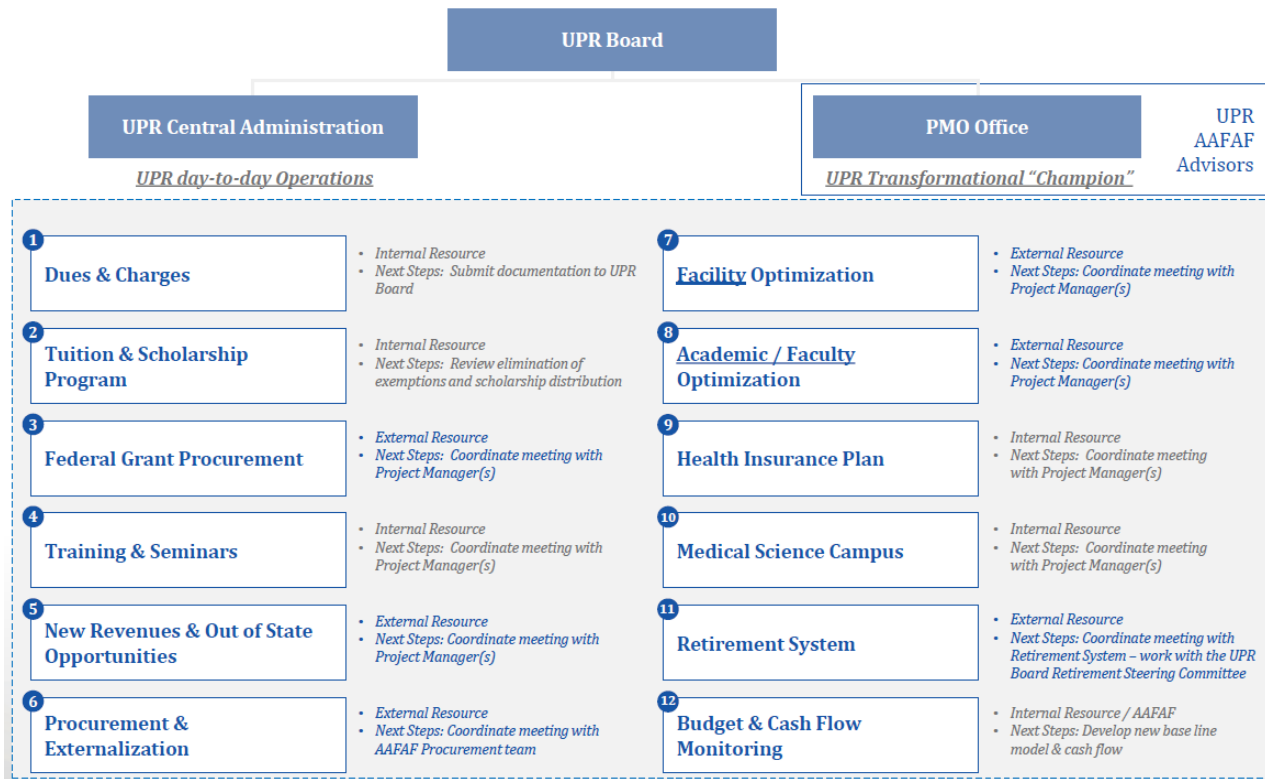 UPR Board
UPR Central Administration
PMO Office
UPR
AAFAF
Advisors
UPR day-to-day Operations
UPR Transformational “Champion”
1
Dues & Charges
• Internal Resource
• Next Steps: Submit documentation to UPR
Board
2
Tuition & Scholarship
Program
• Internal Resource
• Next Steps: Review elimination of
exemptions and scholarship distribution
3
Federal Grant Procurement
• External Resource
• Next Steps: Coordinate meeting with
Project Manager(s)
4
Training & Seminars
• Internal Resource
• Next Steps: Coordinate meeting with
Project Manager(s)
5
New Revenues & Out of State
Opportunities
• External Resource
• Next Steps: Coordinate meeting with
Project Manager(s)
6
Procurement &
Externalization
• External Resource
• Next Steps: Coordinate meeting with
AAFAF Procurement team
7
Facility Optimization
• External Resource
• Next Steps: Coordinate meeting with
Project Manager(s)
8
Academic / Faculty
Optimization
• External Resource
• Next Steps: Coordinate meeting with
Project Manager(s)
9
Health Insurance Plan
• Internal Resource
• Next Steps: Coordinate meeting
with Project Manager(s)
10
Medical Science Campus
• Internal Resource
• Next Steps: Coordinate meeting
with Project Manager(s)
11
Retirement System
• External Resource
• Next Steps: Coordinate meeting with
Retirement System – work with the UPR
Board Retirement Steering Committee
12
Budget & Cash Flow
Monitoring
• Internal Resource / AAFAF
• Next Steps: Develop new base line
model & cash flow